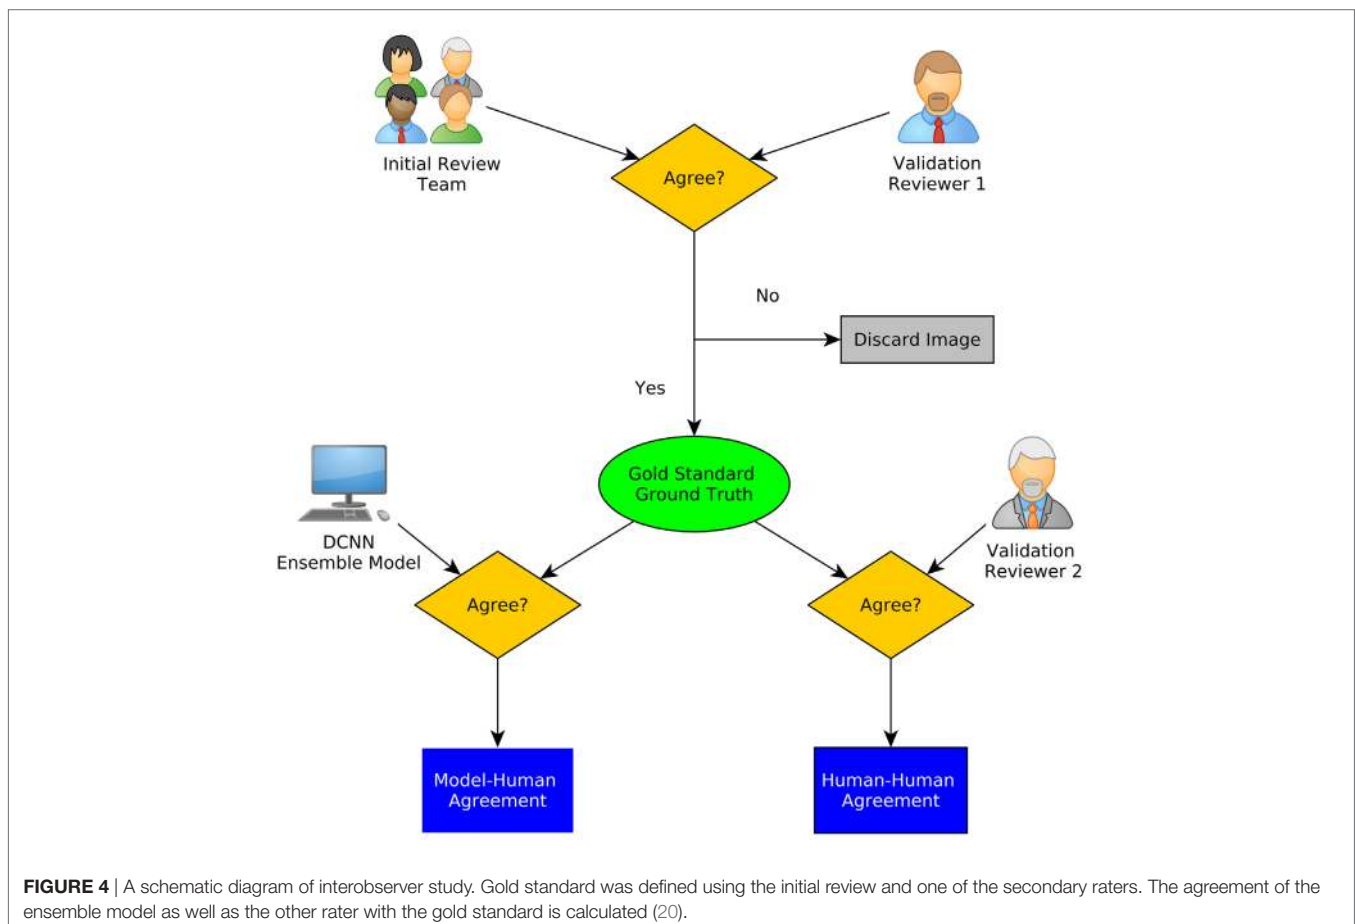 Initial Review
Team
Validation
Reviewer 1
Agree?
No
Discard Image
Yes
Gold Standard
Ground Truth
DCNN
Ensemble Model
Validation
Reviewer 2
Agree?
Agree?
Model-Human
Agreement
Human-Human
Agreement
FIGURE 4 | A schematic diagram of interobserver study. Gold standard was defined using the initial review and one of the secondary raters. The agreement of the
ensemble model as well as the other rater with the gold standard is calculated (20).